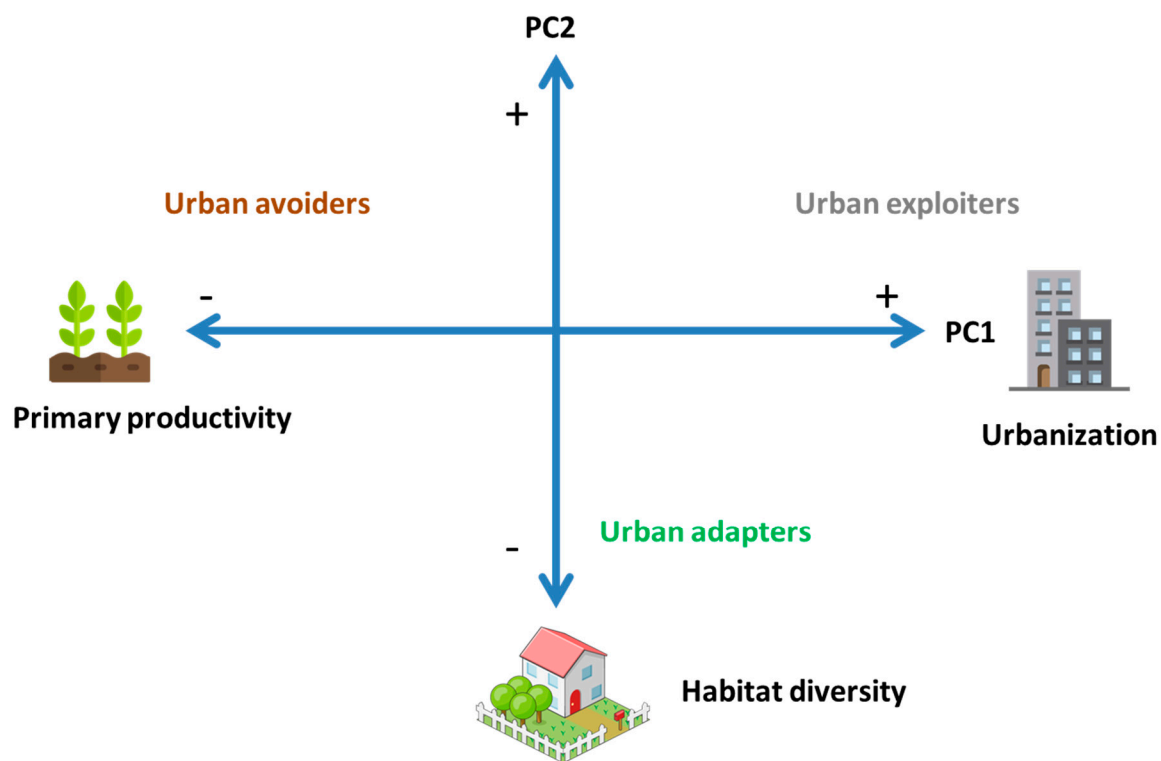 PC2
+
Urban avoiders
Urban exploiters
-
+
PC1
Primary productivity
Urbanization
Urban adapters
-
Habitat diversity